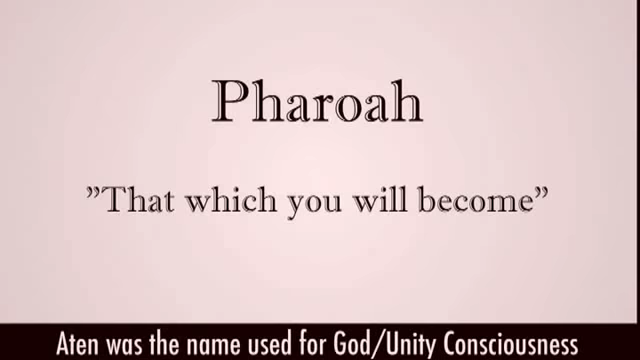 Pharoah
”That which you will become”
Aten was the name used for God/Unity Consciousness